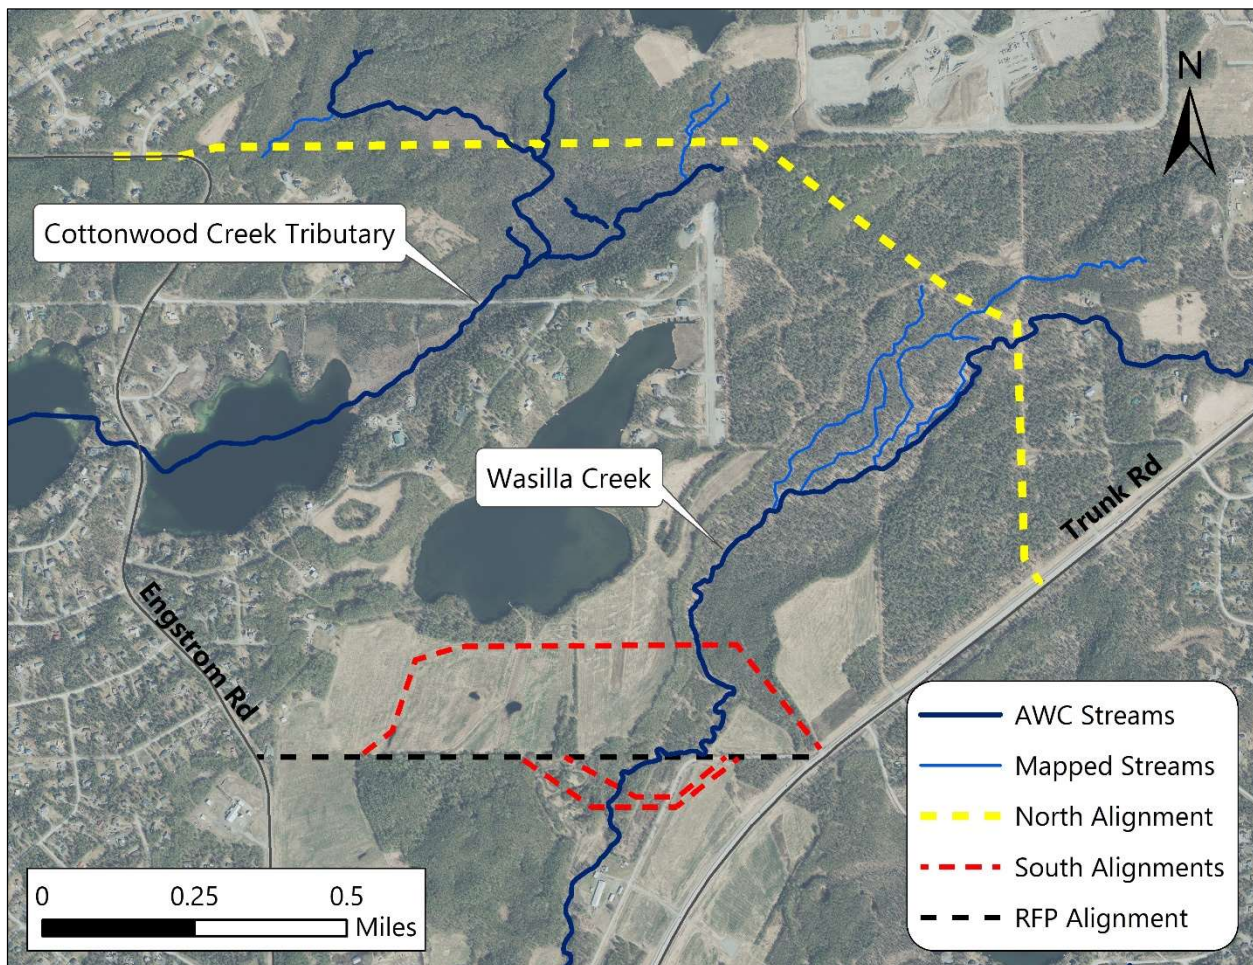 N
Cottonwood Creek Tributary
Wasilla Creek
Trunk Rd
Engstrom Rd
AWC Streams
Mapped Streams
North Alignment
South Alignments
RFP Alignment
0 0.25 0.5
Miles